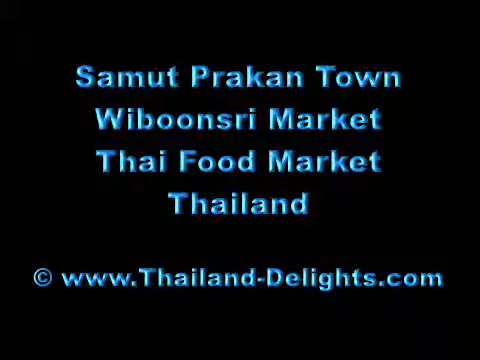 Samut Prakan Town
Wiboonsri Market
Thai Food Market
Thailand
© www.Thailand-Delights.com